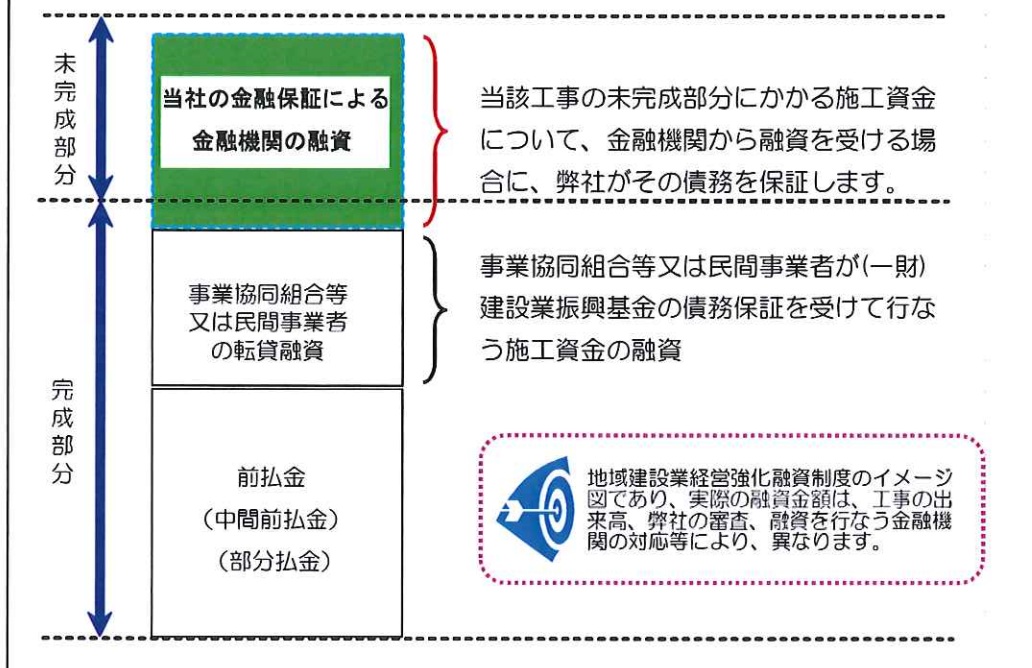 未完成部分
当社の金融保証による
金融機関の融資
当該工事の未完成部分にかかる施工資金
について、金融機関から融資を受ける場
合に、弊社がその債務を保証します。
完成部分
事業協同組合等
又は民間事業者
の転貸融資
事業協同組合等又は民間事業者が(一財)
建設業振興基金の債務保証を受けて行な
う施工資金の融資
前払金
（中間前払金）
（部分払金）
地域建設業経営強化融資制度のイメージ
図であり、実際の融資金額は、工事の出
来高、弊社の審査、融資を行なう金融機
関の対応等により、異なります。